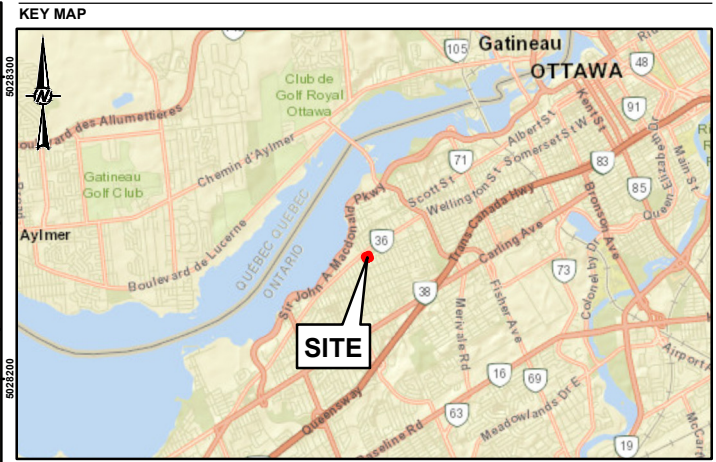 KEY MAP
5028300
5028200
N
105
Gatineau
OTTAWA
48
Club de
Golf Royal
Ottawa
Kent St
91
Albert St
Somerset St W
Queen Elizabeth Dr
Main St
Chemin d'Aylmer
71
83
Gatineau
Golf Club
Scott St
Wellington St
85
Pkwy
Trans Canada Hwy
Bronson Ave
Aylmer
QUEBEC QUEBEC
ONTARIO
Boulevard de Lucerne
Sir John A Macdonald
36
Carling Ave
Colonel by Dr
73
38
Fisher Ave
Merivale Rd
SITE
Airport
16
69
Meadowlands Dr E
63
Queensway
Baseline Rd
McCart
19